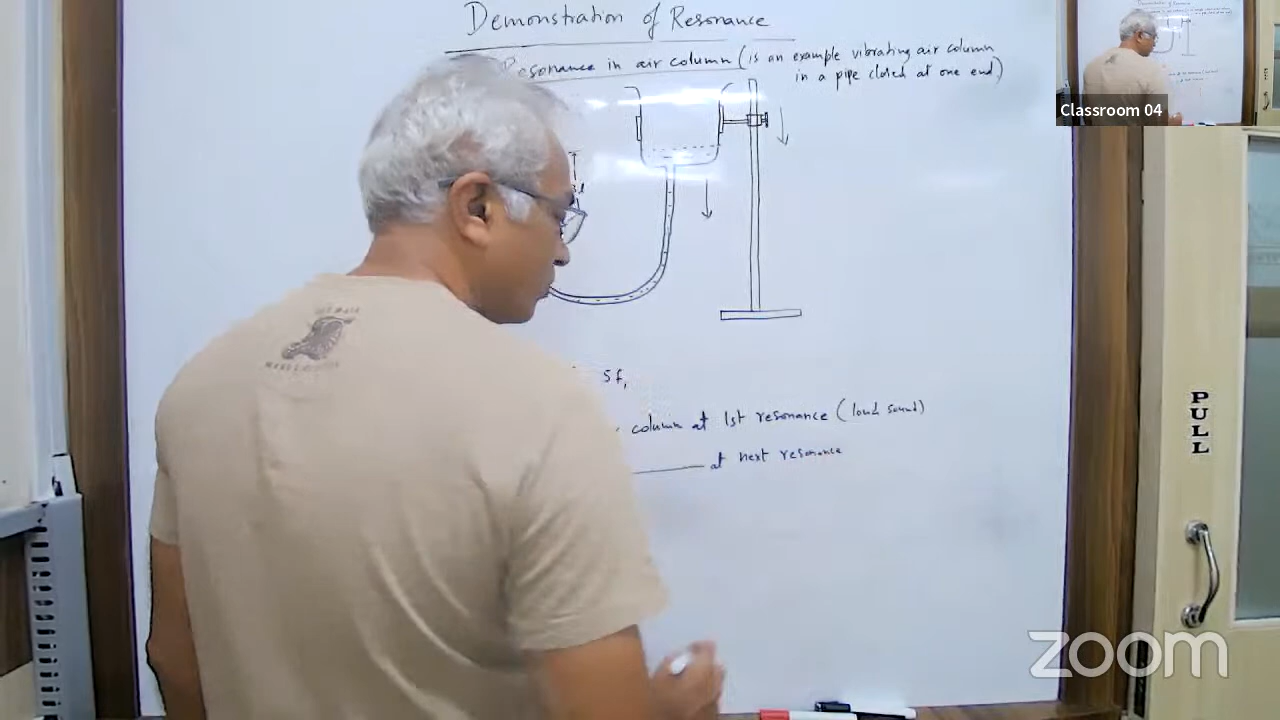 Demonstration of Resonance
Resonance in air column (is an example vibrating air column
in a pipe closed at one end)
l
5f₁
column at 1st resonance (loud sound)
at next resonance
Classroom 04
PULL
zoom